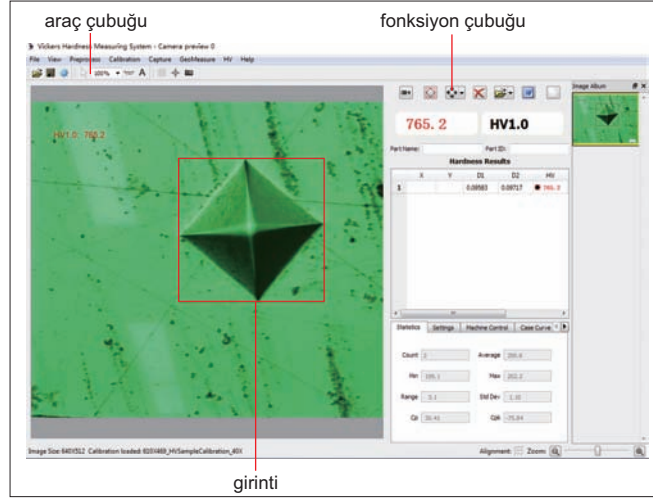 araç çubuğu
fonksiyon çubuğu
Vickers Hardness Measuring System - Camera preview 0
File View Preprocess Calibration Capture GeoMeasure HV Help
100% A
Image Album
HV1.0: 765.2
765.2 HV1.0
Part Name: Part ID:
Hardness Results
X Y D1 D2 HV
1 0.09583 0.09717 765.2
Statistics Settings Machine Control Case Curve
Count 2 Average
Min Max
Range Std Dev
Cp Cpk
Image Size: 640X512 Calibration loaded: 610X460_HVSampleCalibration_40X
Alignment: Zoom:
girinti